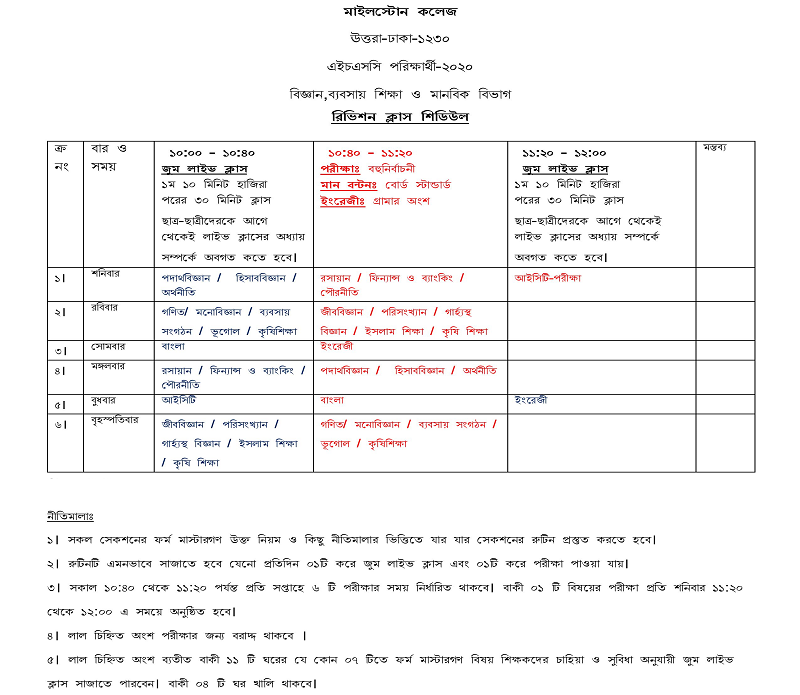 মাইলস্টোন কলেজ
উত্তরা-ঢাকা-১২৩০
এইচএসসি পরিক্ষার্থী-২০২০
বিজ্ঞান,ব্যবসায় শিক্ষা ও মানবিক বিভাগ
রিভিশন ক্লাস শিডিউল
ক্র নং
বার ও সময়
১০:০০ – ১০:৪০
জুম লাইভ ক্লাস
১ম ১০ মিনিট হাজিরা
পরের ৩০ মিনিট ক্লাস
ছাত্র-ছাত্রীদেরকে আগে
থেকেই লাইভ ক্লাসের অধ্যায়
সম্পর্কে অবগত কতে হবে।
১০:৪০ – ১১:২০
পরীক্ষাঃ বহুনির্বাচনী
মান বন্টনঃ বোর্ড স্টান্ডার্ড
ইংরেজীঃ গ্রামার অংশ
১১:২০ – ১২:০০
জুম লাইভ ক্লাস
১ম ১০ মিনিট হাজিরা
পরের ৩০ মিনিট ক্লাস
ছাত্র-ছাত্রীদেরকে আগে থেকেই
লাইভ ক্লাসের অধ্যায় সম্পর্কে
অবগত কতে হবে।
মন্তব্য
১। শনিবার
পদাথবিজ্ঞান / হিসাববিজ্ঞান /
অর্থনীতি
রসায়ান / ফিন্যান্স ও ব্যাংকিং /
পৌরনীতি
আইসিটি-পরীক্ষা
২। রবিবার
গণিত/ মনোবিজ্ঞান / ব্যবসায়
সংগঠন / ভূগোল / কৃষিশিক্ষা
জীববিজ্ঞান / পরিসংখ্যান / গার্হ্যস্থ
বিজ্ঞান / ইসলাম শিক্ষা / কৃষি শিক্ষা
৩। সোমবার
বাংলা
ইংরেজী
৪। মঙ্গলবার
রসায়ান / ফিন্যান্স ও ব্যাংকিং /
পৌরনীতি
পদাথবিজ্ঞান / হিসাববিজ্ঞান / অর্থনীতি
৫। বুধবার
আইসিটি
বাংলা
ইংরেজী
৬। বৃহস্পতিবার
জীববিজ্ঞান / পরিসংখ্যান /
গার্হ্যস্থ বিজ্ঞান / ইসলাম শিক্ষা
/ কৃষি শিক্ষা
গণিত/ মনোবিজ্ঞান / ব্যবসায় সংগঠন /
ভূগোল / কৃষিশিক্ষা
নীতিমালাঃ
১। সকল সেকশনের ফর্ম মাস্টারগণ উক্ত নিয়ম ও কিছু নীতিমালার ভিত্তিতে যার যার সেকশনের রুটিন প্রস্তুত করতে হবে।
২। রুটিনটি এমনভাবে সাজাতে হবে যেনো প্রতিদিন ০১টি করে জুম লাইভ ক্লাস এবং ০১টি করে পরীক্ষা পাওয়া যায়।
৩। সকাল ১০:৪০ থেকে ১১:২০ পর্যন্ত প্রতি সপ্তাহে ৬ টি পরীক্ষার সময় নির্ধারিত থাকবে। বাকী ০১ টি বিষয়ের পরীক্ষা প্রতি শনিবার ১১:২০
থেকে ১২:০০ এ সময়ে অনুষ্ঠিত হবে।
৪। লাল চিহ্নিত অংশ পরীক্ষার জন্য বরাদ্দ থাকবে ।
৫। লাল চিহ্নিত অংশ ব্যতীত বাকী ১১ টি ঘরের যে কোন ০৭ টিতে ফর্ম মাস্টারগণ বিষয় শিক্ষকদের চাহিয়া ও সুবিধা অনুযায়ী জুম লাইভ
ক্লাস সাজাতে পারবেন। বাকী ০৪ টি ঘর খালি থাকবে।